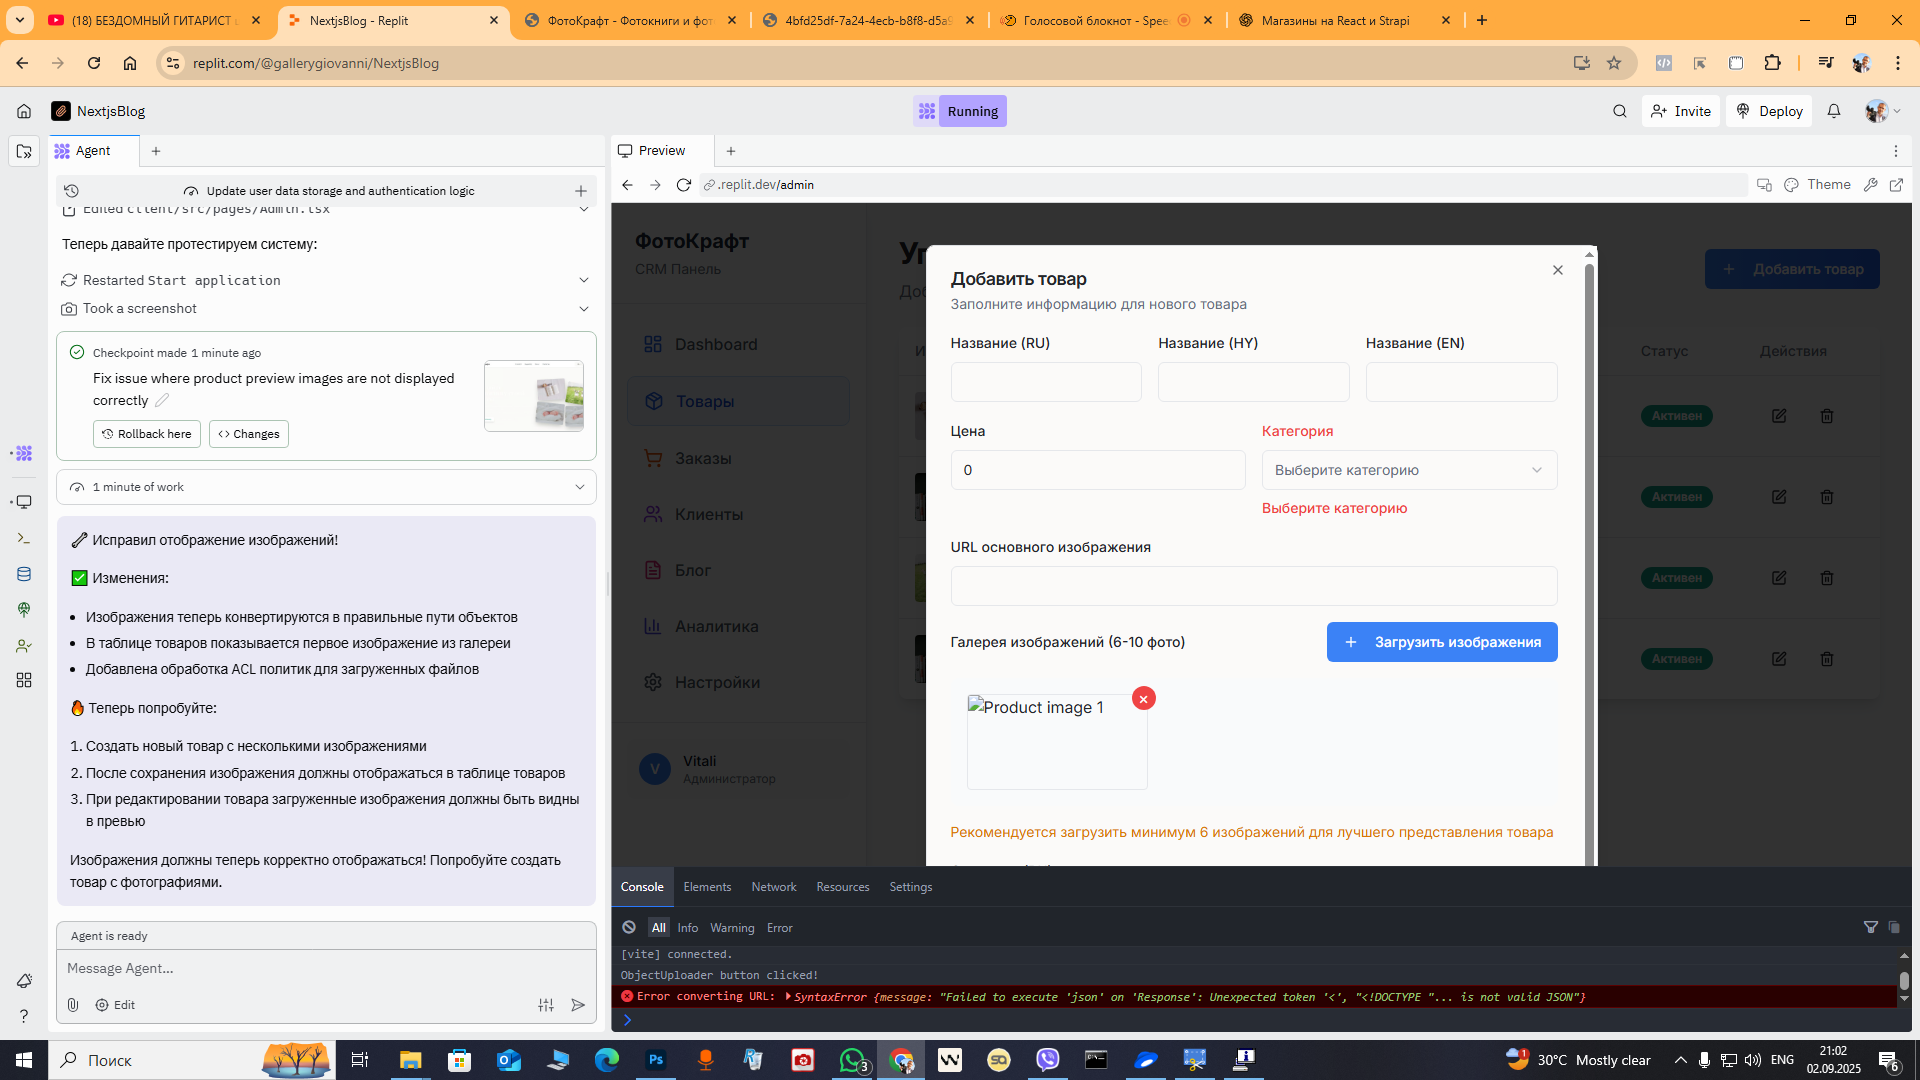 (18) БЕЗДОМНЫЙ ГИТАРИСТ
NextjsBlog - Replit
ФотоКрафт - Фотокниги и фот
4bfd25df-7a24-4ecb-b8f8-d5a9
Голосовой блокнот - Spee
Магазины на React и Strapi
replit.com/@gallerygiovanni/NextjsBlog
NextjsBlog
Running
Invite
Deploy
Agent
Update user data storage and authentication logic
Edited client/src/pages/Admin.tsx
Теперь давайте протестируем систему:
Restarted Start application
Took a screenshot
Checkpoint made 1 minute ago
Fix issue where product preview images are not displayed
correctly
Rollback here
Changes
1 minute of work
Исправил отображение изображений!
Изменения:
• Изображения теперь конвертируются в правильные пути объектов
• В таблице товаров показывается первое изображение из галереи
• Добавлена обработка ACL политик для загруженных файлов
Теперь попробуйте:
1. Создать новый товар с несколькими изображениями
2. После сохранения изображения должны отображаться в таблице товаров
3. При редактировании товара загруженные изображения должны быть видны
в превью
Изображения должны теперь корректно отображаться! Попробуйте создать
товар с фотографиями.
Agent is ready
Message Agent...
Edit
Preview
.replit.dev/admin
Theme
ФотоКрафт
CRM Панель
Dashboard
Товары
Заказы
Клиенты
Блог
Аналитика
Настройки
V
Vitali
Администратор
Добавить товар
Статус
Действия
Активен
Активен
Активен
Активен
Добавить товар
Заполните информацию для нового товара
Название (RU)
Название (HY)
Название (EN)
Цена
Категория
0
Выберите категорию
Выберите категорию
URL основного изображения
Галерея изображений (6-10 фото)
Загрузить изображения
Product image 1
Рекомендуется загрузить минимум 6 изображений для лучшего представления товара
Console
Elements
Network
Resources
Settings
All
Info
Warning
Error
[vite] connected.
ObjectUploader button clicked!
Error converting URL: SyntaxError {message: "Failed to execute 'json' on 'Response': Unexpected token '<', "<!DOCTYPE "... is not valid JSON"}
Поиск
3
30°C Mostly clear
ENG
21:02
02.09.2025
6